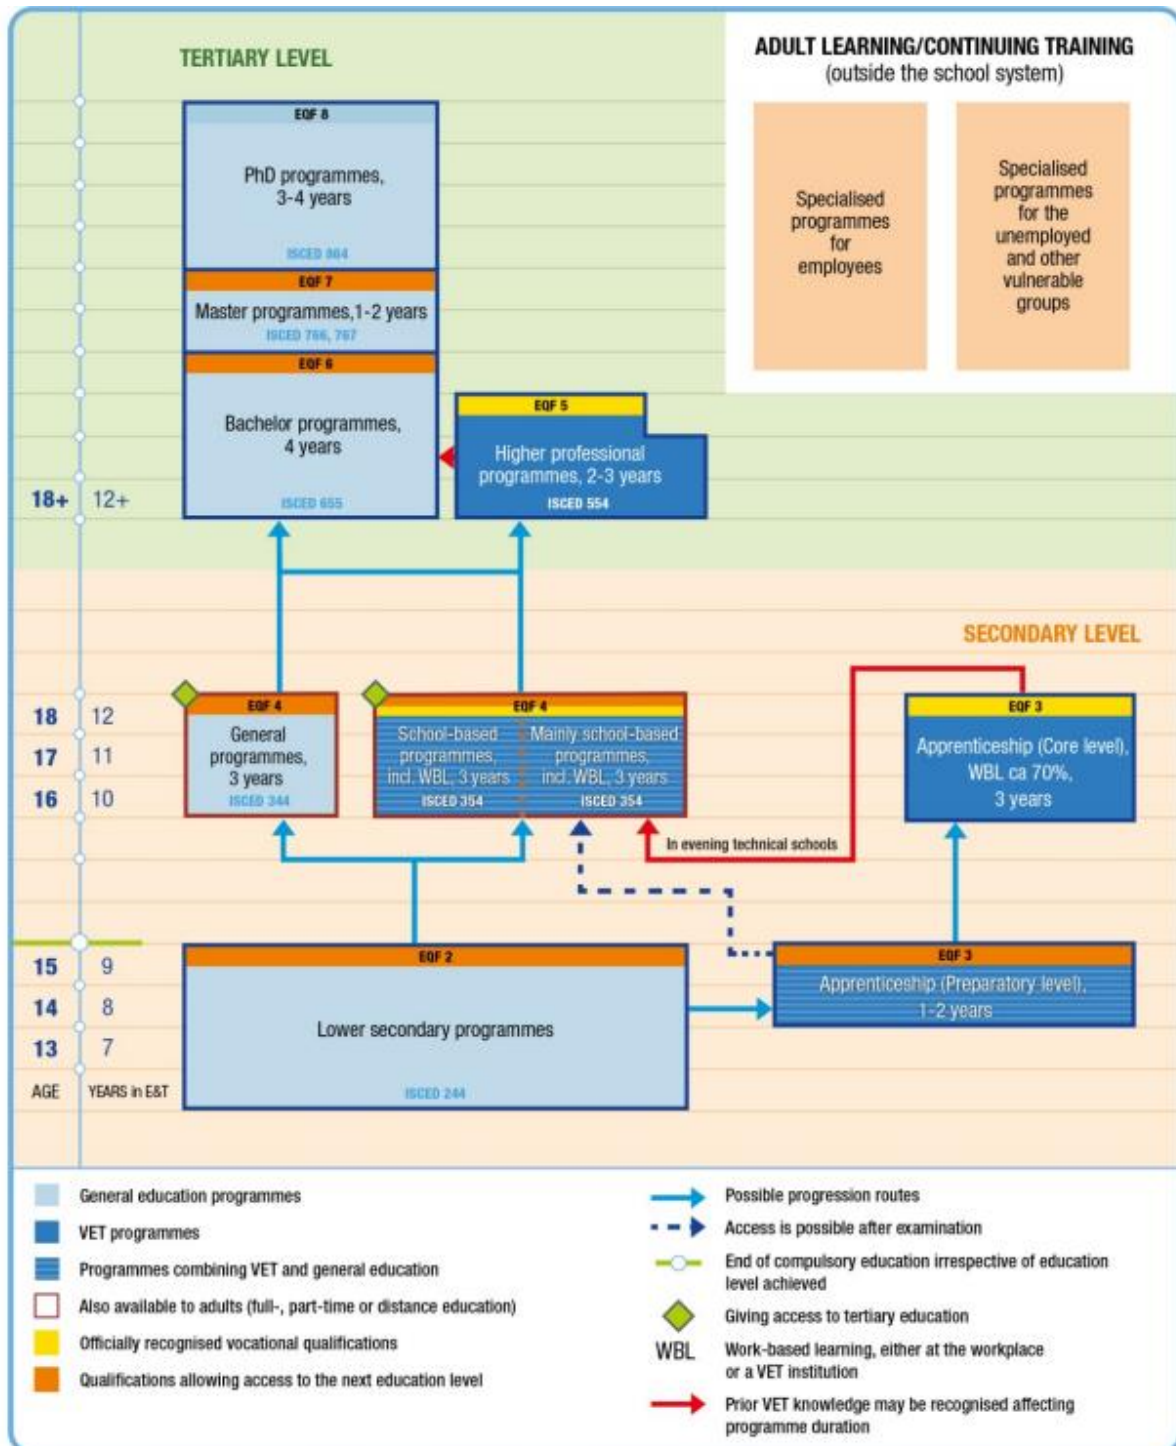 TERTIARY LEVEL
ADULT LEARNING/CONTINUING TRAINING
(outside the school system)
Specialised
programmes
for
employees
Specialised
programmes
for the
unemployed
and other
vulnerable
groups
EQF 8
PhD programmes,
3-4 years
ISCED 864
EQF 7
Master programmes,1-2 years
ISCED 766, 767
EQF 6
Bachelor programmes,
4 years
ISCED 655
EQF 5
Higher professional
programmes, 2-3 years
ISCED 554
18+ 12+
SECONDARY LEVEL
EQF 4
General
programmes,
3 years
ISCED 344
EQF 4
School-based
programmes,
incl. WBL, 3 years
ISCED 354
Mainly school-based
programmes,
incl. WBL, 3 years
ISCED 354
EQF 3
Apprenticeship (Core level),
WBL ca 70%,
3 years
18 12
17 11
16 10
In evening technical schools
EQF 2
Lower secondary programmes
ISCED 244
EQF 3
Apprenticeship (Preparatory level),
1-2 years
15 9
14 8
13 7
AGE YEARS in E&T
General education programmes
VET programmes
Programmes combining VET and general education
Also available to adults (full-, part-time or distance education)
Officially recognised vocational qualifications
Qualifications allowing access to the next education level
Possible progression routes
Access is possible after examination
End of compulsory education irrespective of education
level achieved
Giving access to tertiary education
WBL Work-based learning, either at the workplace
or a VET institution
Prior VET knowledge may be recognised affecting
programme duration